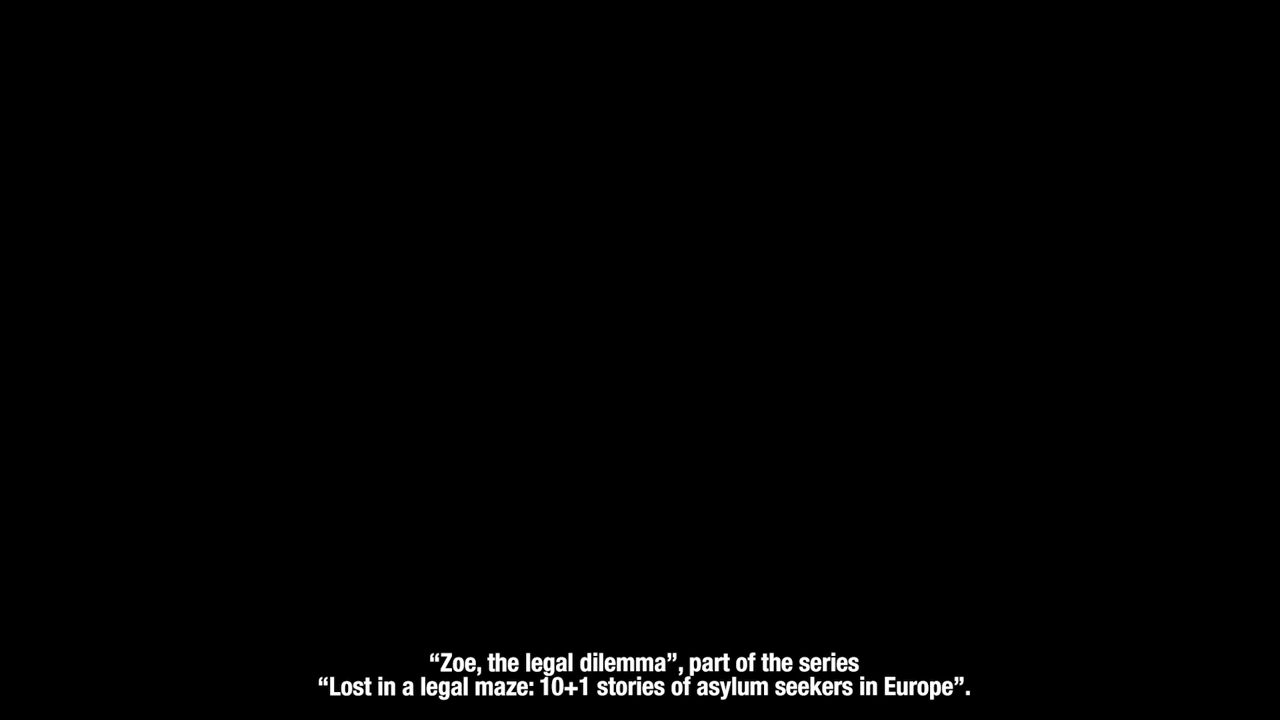 “Zoe, the legal dilemma”, part of the series
“Lost in a legal maze: 10+1 stories of asylum seekers in Europe”.